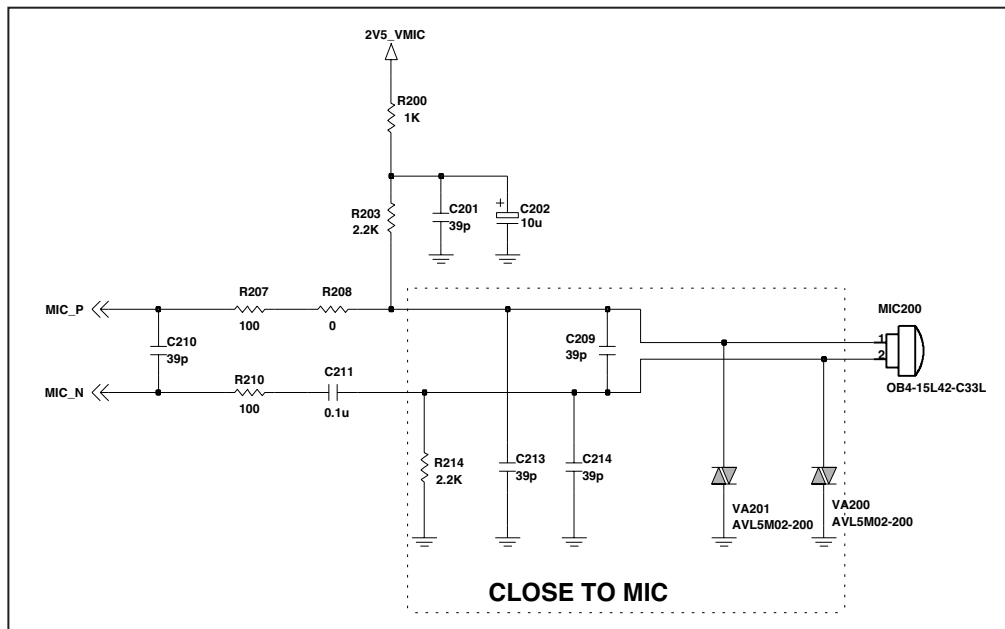 2V5_VMIC
R200
1K
R203
2.2K
C201
39p
+
C202
10u
MIC_P
R207
100
R208
0
C210
39p
MIC_N
R210
100
C211
0.1u
C209
39p
MIC200
1
2
OB4-15L42-C33L
R214
2.2K
C213
39p
C214
39p
VA201
AVL5M02-200
VA200
AVL5M02-200
CLOSE TO MIC